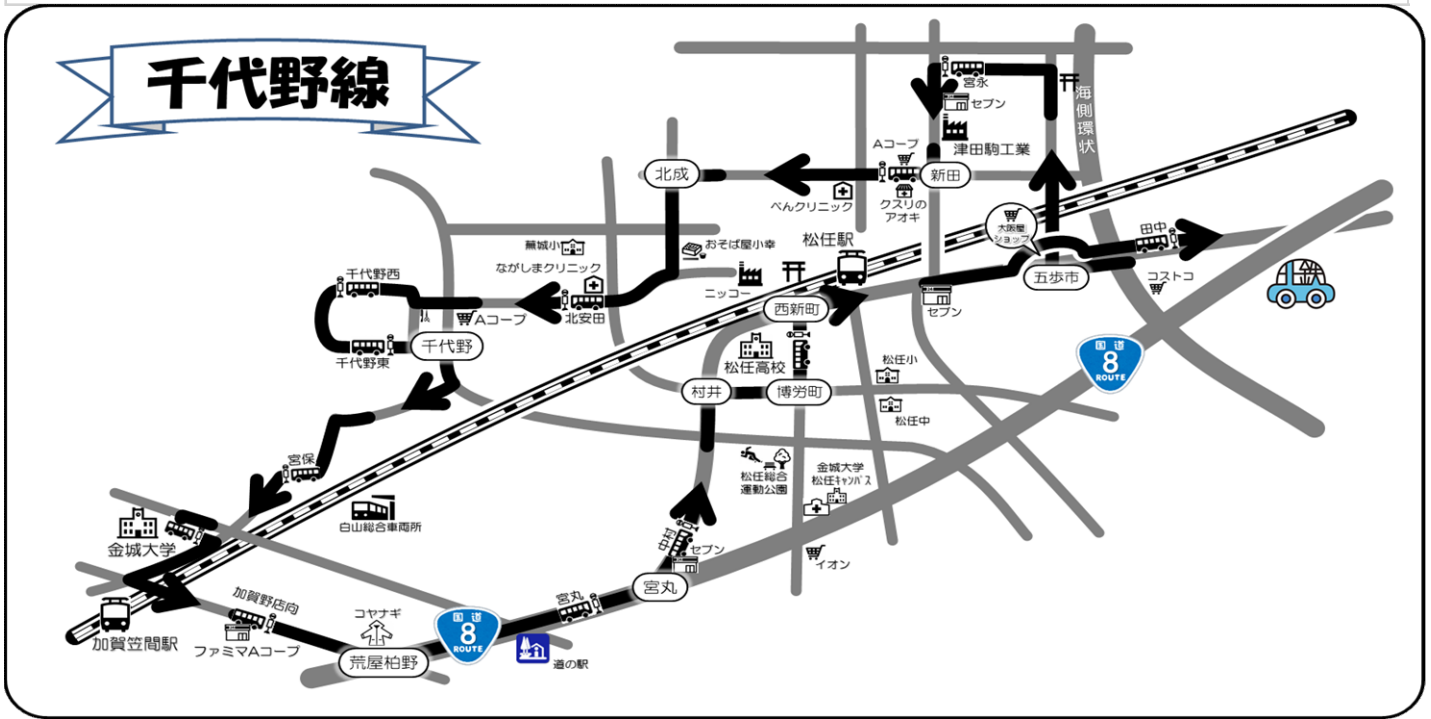 千代野線
宮永
セブン
海側環状
Aコープ
津田駒工業
北成
新田
べんクリニック
クスリの
アオキ
大阪屋
ショップ
田中
松任駅
蕪城小
おそば屋小幸
ながしまクリニック
千代野西
ニッコー
五歩市
コストコ
北安田
Aコープ
西新町
セブン
千代野
千代野東
松任高校
国道
8
ROUTE
松任小
村井
博労町
松任中
宮保
松任総合
運動公園
金城大学
松任キャンパス
白山総合車両所
金城大学
中村
セブン
イオン
宮丸
加賀野店向
宮丸
コヤナギ
国道
8
ROUTE
加賀笠間駅
ファミマAコープ
荒屋柏野
道の駅